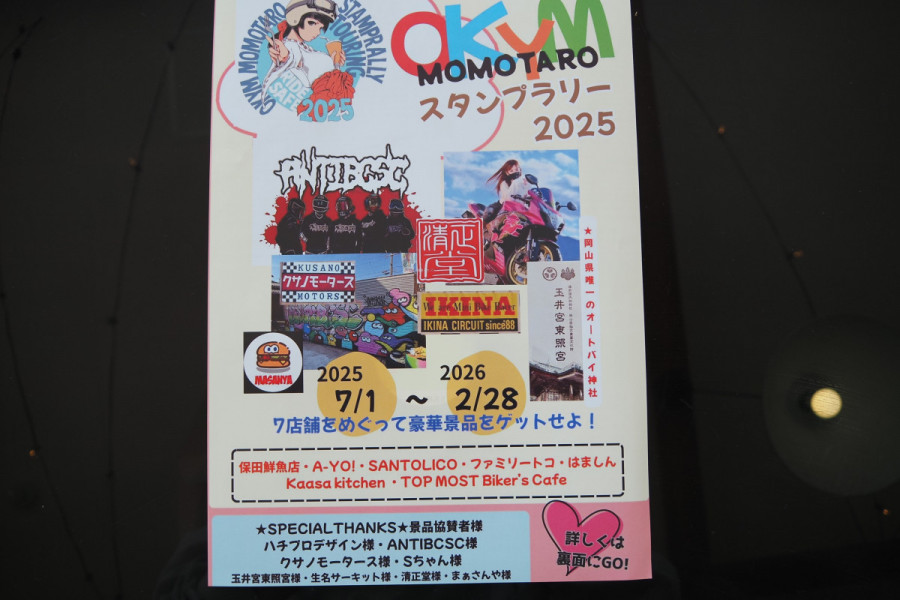 OKYM MOMOTARO STAMPRALLY TOURING
RIDE SAFE
2025
OKYM
MOMOTARO
スタンプラリー
2025
ANTIBCSC
清正堂
KUSANO
クサノモータース
MOTORS
IKINA
IKINA CIRCUIT since88
玉井宮東照宮
★岡山県唯一のオートバイ神社
MASANYA
2025
7/1 ～
2026
2/28
7店舗をめぐって豪華景品をゲットせよ！
保田鮮魚店・A-YO!・SANTOLICO・ファミリートコ・はましん
Kaasa kitchen ・TOP MOST Biker's Cafe
★SPECIALTHANKS★景品協賛者様
ハチプロデザイン様・ANTIBCSC様
クサノモータース様・Sちゃん様
玉井宮東照宮様・生名サーキット様・清正堂様・まぁさんや様
詳しくは
裏面にGO!